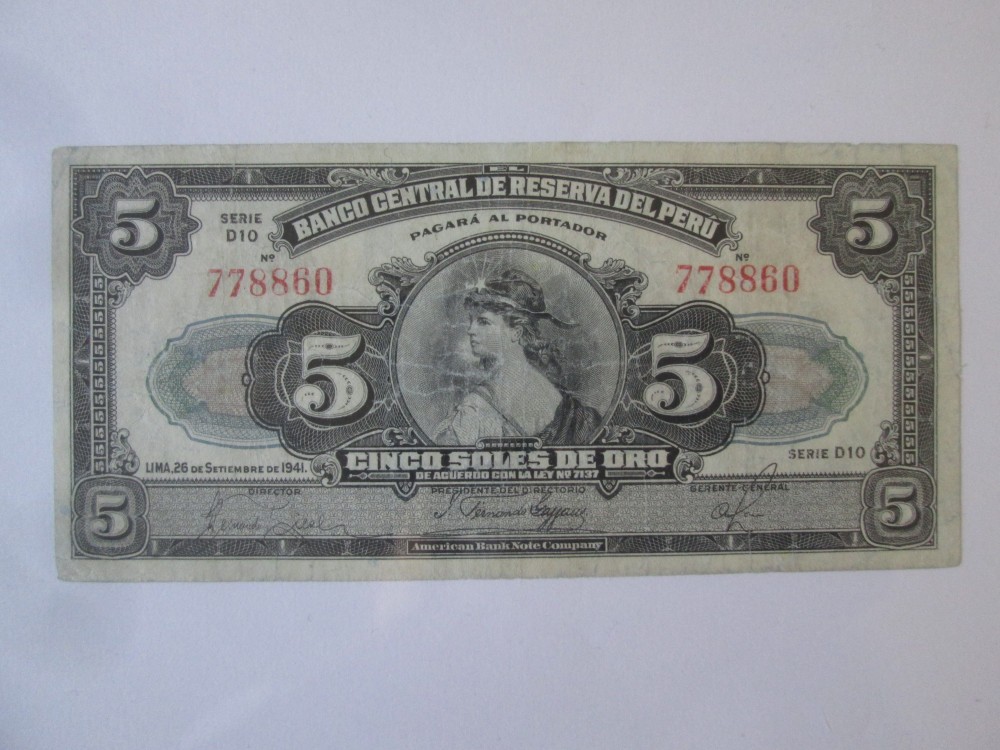 EL
BANCO CENTRAL DE RESERVA DEL PERÚ
PAGARÁ AL PORTADOR
5 5
SERIE
D10
Nº Nº
778860 778860
5 5
CINCO SOLES DE ORO
DE ACUERDO CON LA LEY Nº 7137
LIMA, 26 DE SETIEMBRE DE 1941.
SERIE D10
DIRECTOR PRESIDENTE DEL DIRECTORIO GERENTE-GENERAL
5 5
American Bank Note Company